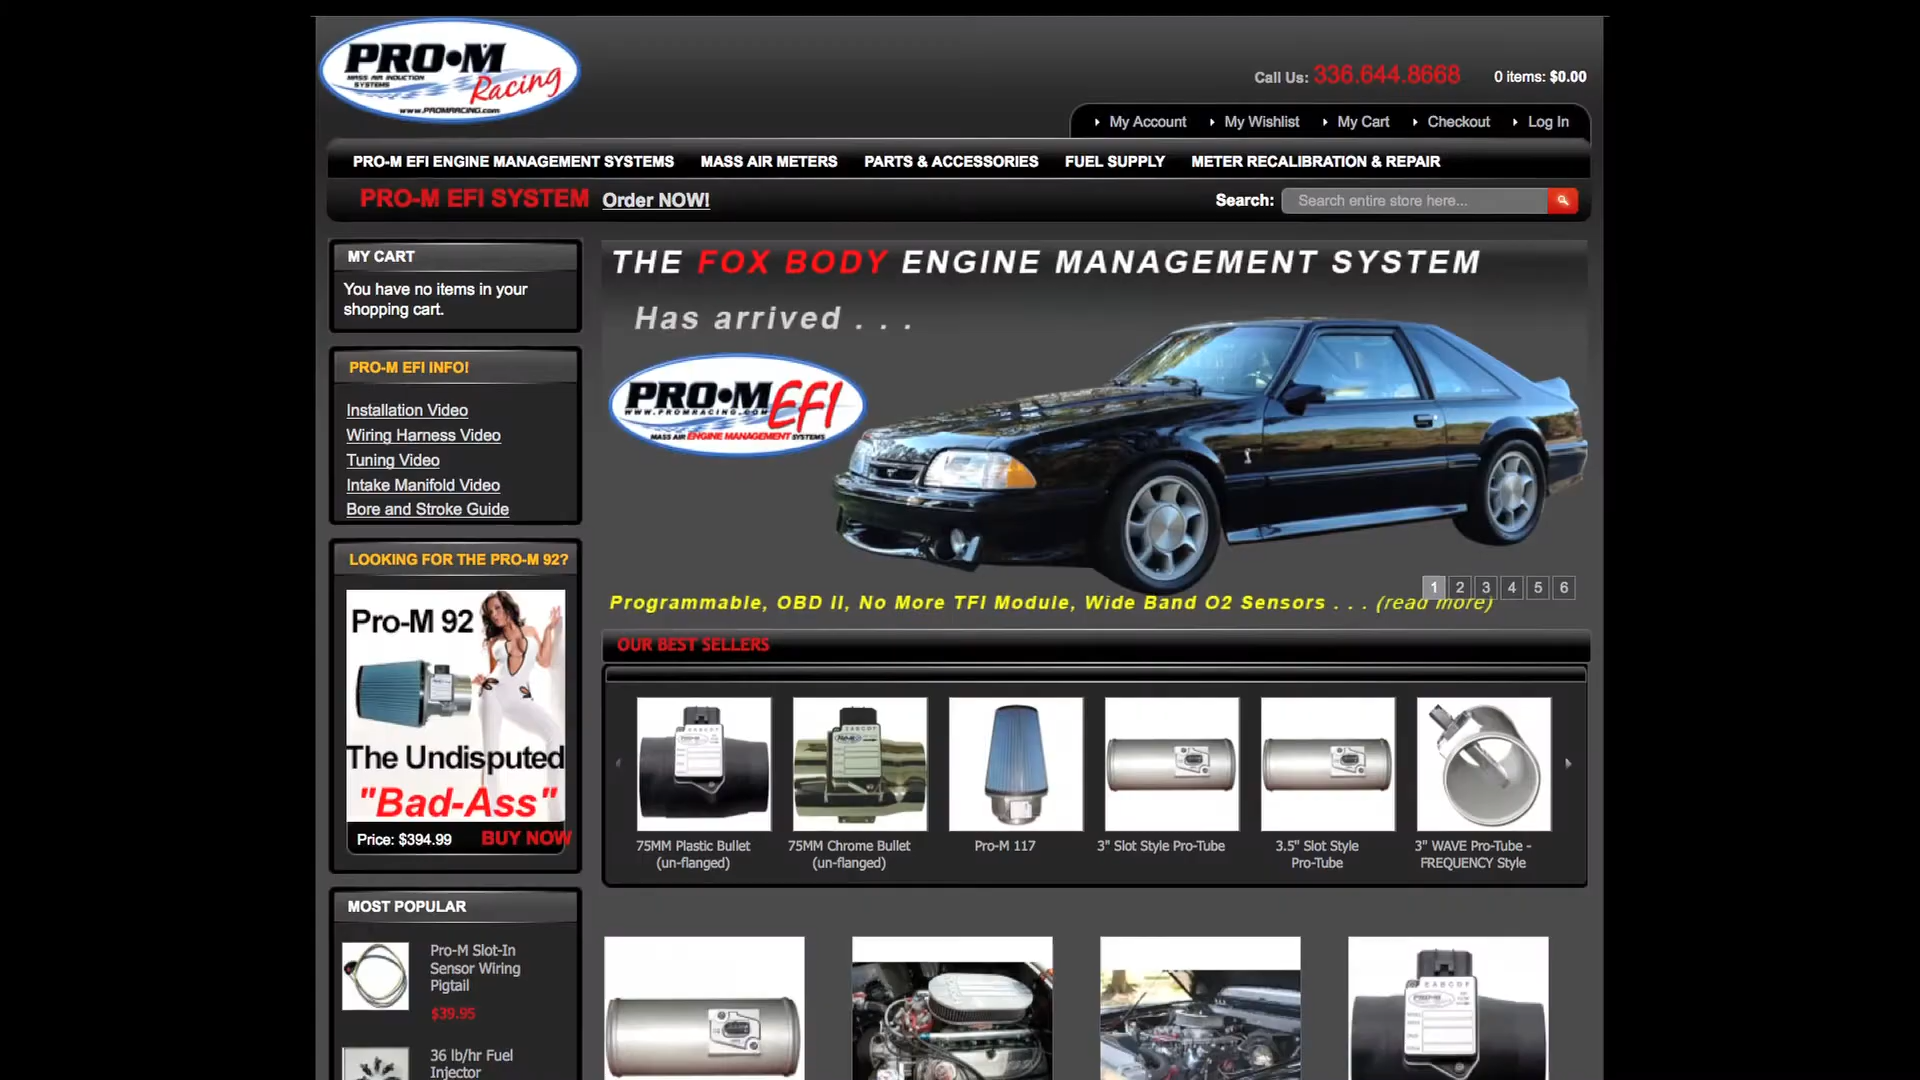 PRO•M
MASS AIR INDUCTION
SYSTEMS
Racing
www.PROMRACING.com
Call Us: 336.644.8668
0 items: $0.00
My Account
My Wishlist
My Cart
Checkout
Log In
PRO-M EFI ENGINE MANAGEMENT SYSTEMS
MASS AIR METERS
PARTS & ACCESSORIES
FUEL SUPPLY
METER RECALIBRATION & REPAIR
PRO-M EFI SYSTEM Order NOW!
Search: Search entire store here...
MY CART
You have no items in your
shopping cart.
PRO-M EFI INFO!
Installation Video
Wiring Harness Video
Tuning Video
Intake Manifold Video
Bore and Stroke Guide
LOOKING FOR THE PRO-M 92?
Pro-M 92
The Undisputed
"Bad-Ass"
Price: $394.99 BUY NOW
MOST POPULAR
Pro-M Slot-In
Sensor Wiring
Pigtail
$39.95
36 lb/hr Fuel
Injector
THE FOX BODY ENGINE MANAGEMENT SYSTEM
Has arrived . . .
PRO•M EFI
WWW.PROMRACING.COM
MASS AIR ENGINE MANAGEMENT SYSTEMS
1 2 3 4 5 6
Programmable, OBD II, No More TFI Module, Wide Band O2 Sensors . . . (read more)
OUR BEST SELLERS
75MM Plastic Bullet
(un-flanged)
75MM Chrome Bullet
(un-flanged)
Pro-M 117
3" Slot Style Pro-Tube
3.5" Slot Style
Pro-Tube
3" WAVE Pro-Tube -
FREQUENCY Style